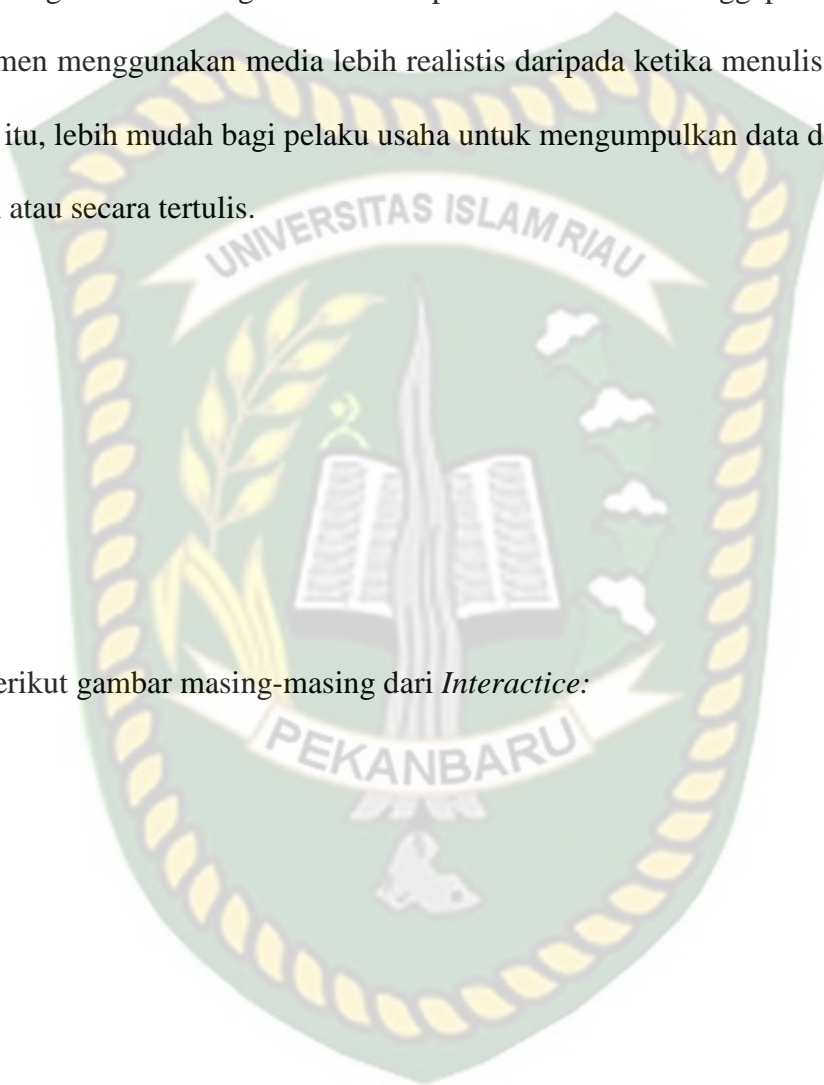 men menggunakan media lebih realistis daripada ketika menulis
itu, lebih mudah bagi pelaku usaha untuk mengumpulkan data d
atau secara tertulis.
UNIVERSITAS ISLAM RIAU
erikut gambar masing-masing dari Interactice:
PEKANBARU